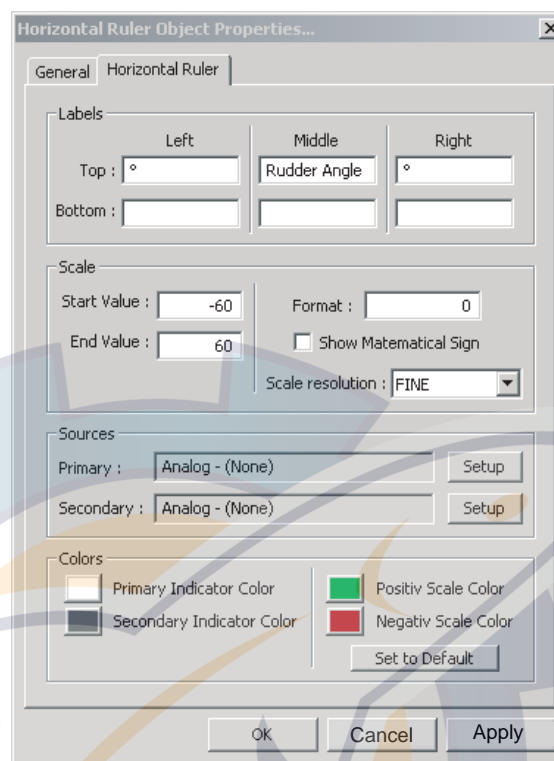 Horizontal Ruler Object Properties...
General Horizontal Ruler
Labels
Left Middle Right
Top : ° Rudder Angle °
Bottom :
Scale
Start Value : -60 Format : 0
End Value : 60 Show Matematical Sign
Scale resolution : FINE
Sources
Primary : Analog - (None) Setup
Secondary : Analog - (None) Setup
Colors
Primary Indicator Color Positiv Scale Color
Secondary Indicator Color Negativ Scale Color
Set to Default
OK Cancel Apply